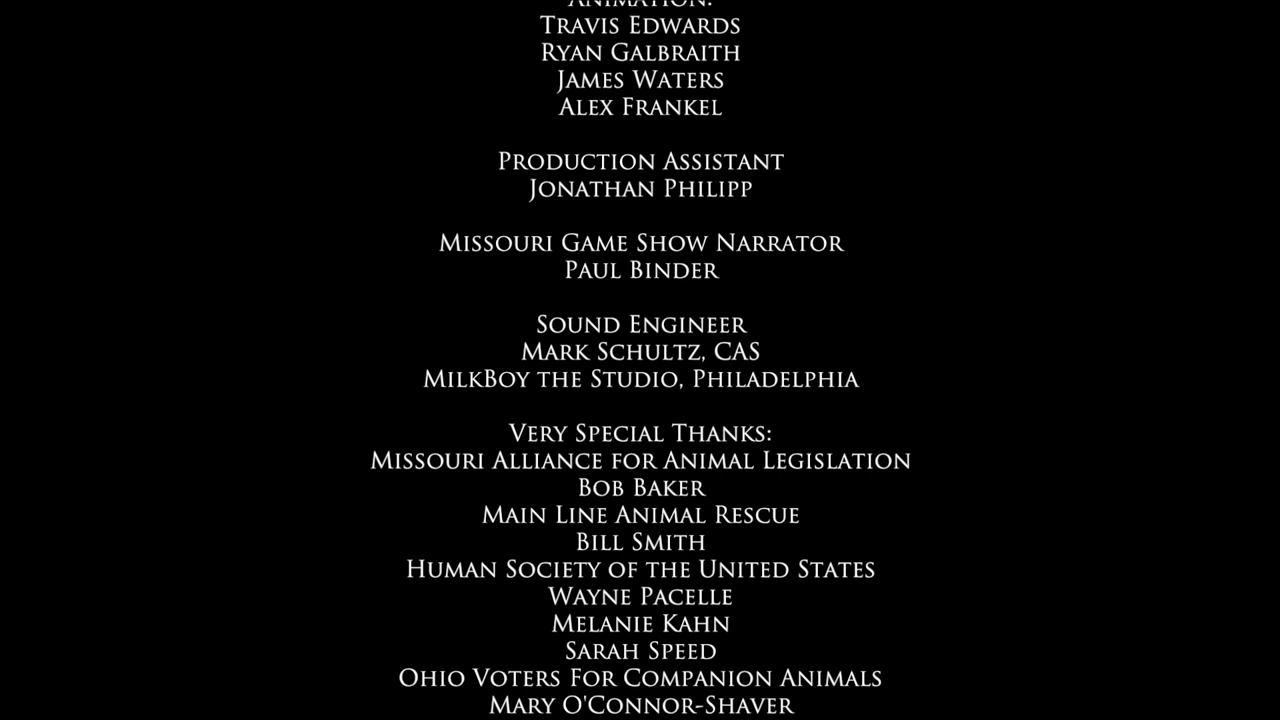 Animation:
Travis Edwards
Ryan Galbraith
James Waters
Alex Frankel
Production Assistant
Jonathan Philipp
Missouri Game Show Narrator
Paul Binder
Sound Engineer
Mark Schultz, CAS
MilkBoy the Studio, Philadelphia
Very Special Thanks:
Missouri Alliance for Animal Legislation
Bob Baker
Main Line Animal Rescue
Bill Smith
Human Society of the United States
Wayne Pacelle
Melanie Kahn
Sarah Speed
Ohio Voters For Companion Animals
Mary O'Connor-Shaver